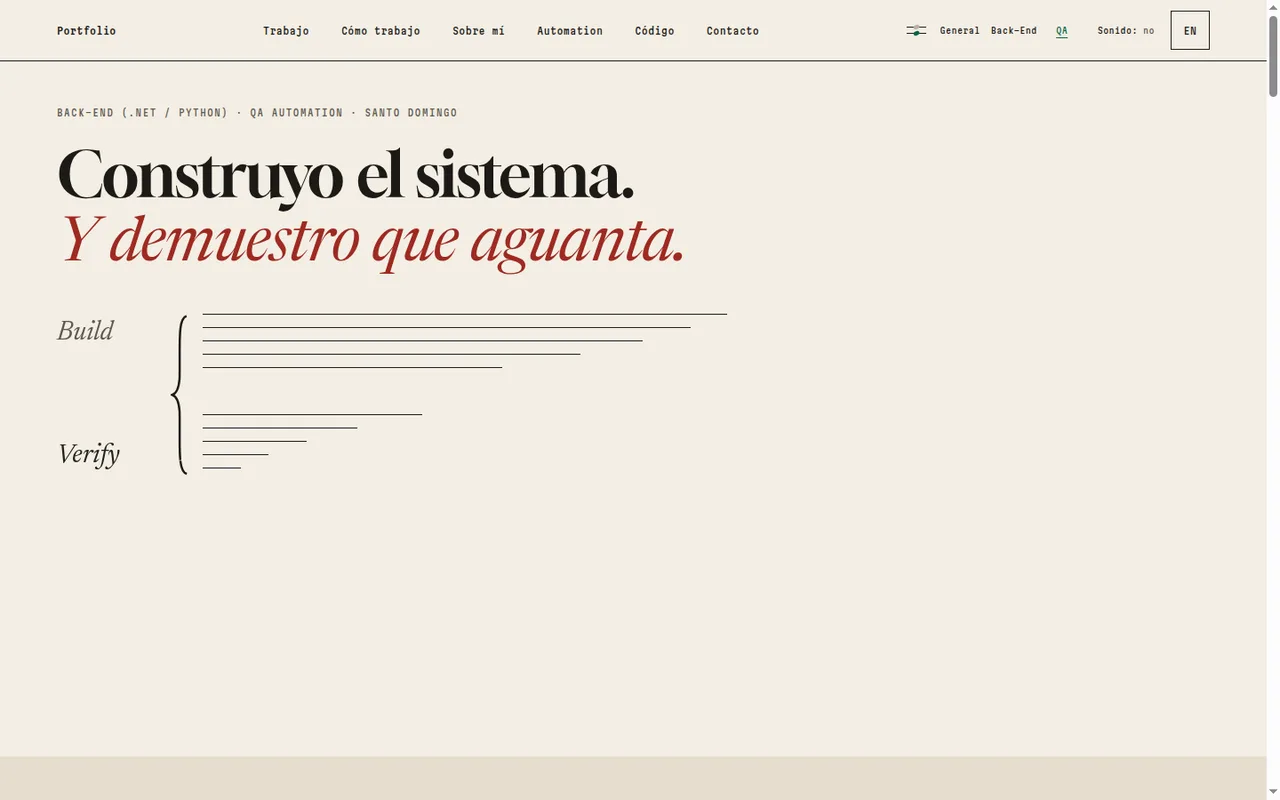 Portfolio Trabajo Cómo trabajo Sobre mí Automation Código Contacto General Back-End QA Sonido: no EN
BACK-END (.NET / PYTHON) · QA AUTOMATION · SANTO DOMINGO
Construyo el sistema.
Y demuestro que aguanta.
Build
Verify